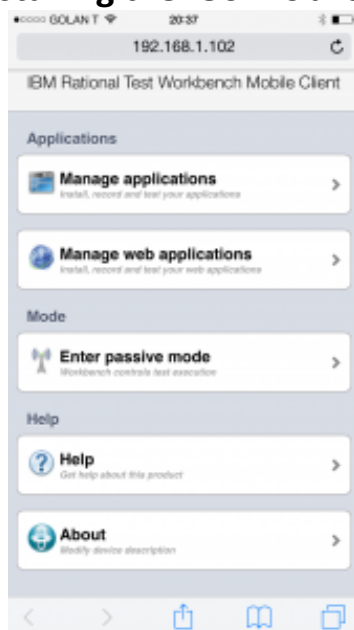 GOLAN T 20:37
192.168.1.102
IBM Rational Test Workbench Mobile Client
Applications
Manage applications
Install, record and test your applications
Manage web applications
Install, record and test your web applications
Mode
Enter passive mode
Workbench controls test execution
Help
Help
Get help about this product
About
Modify device description